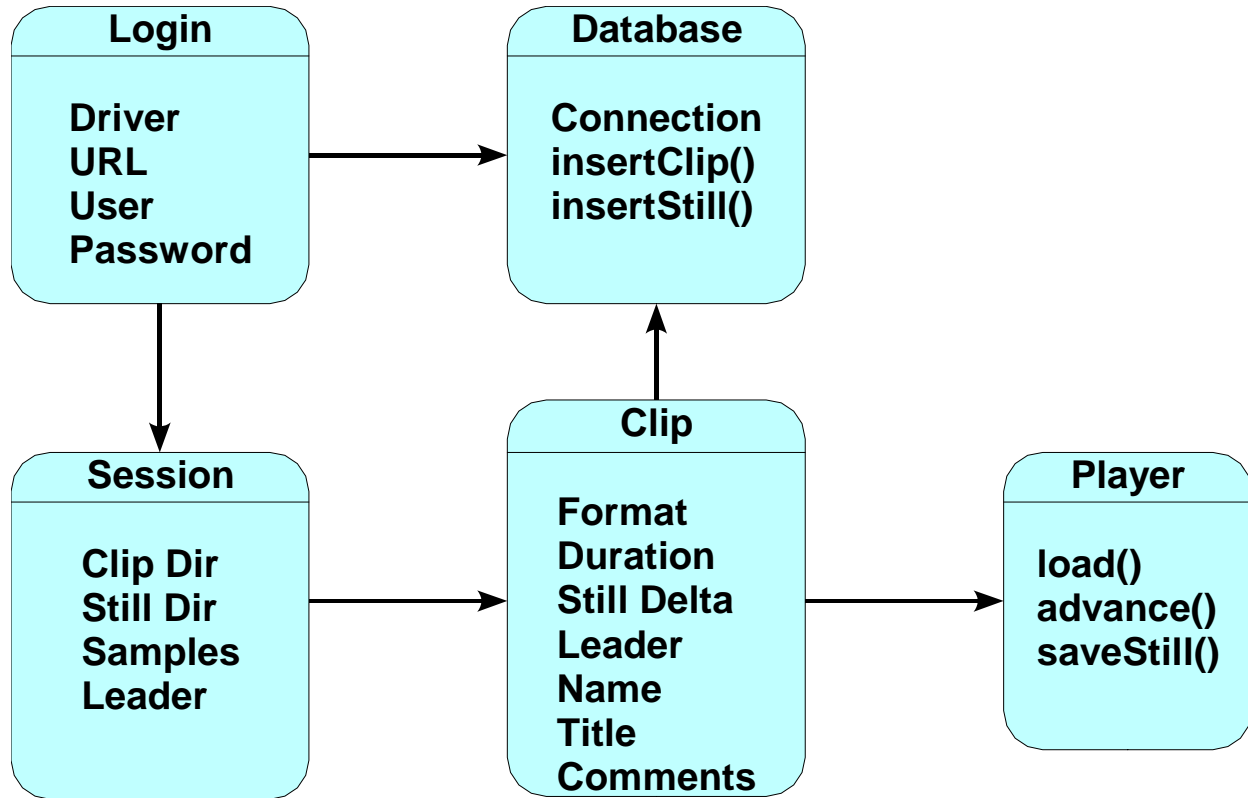 Login
Driver
URL
User
Password
Database
Connection
insertClip()
insertStill()
Session
Clip Dir
Still Dir
Samples
Leader
Clip
Format
Duration
Still Delta
Leader
Name
Title
Comments
Player
load()
advance()
saveStill()